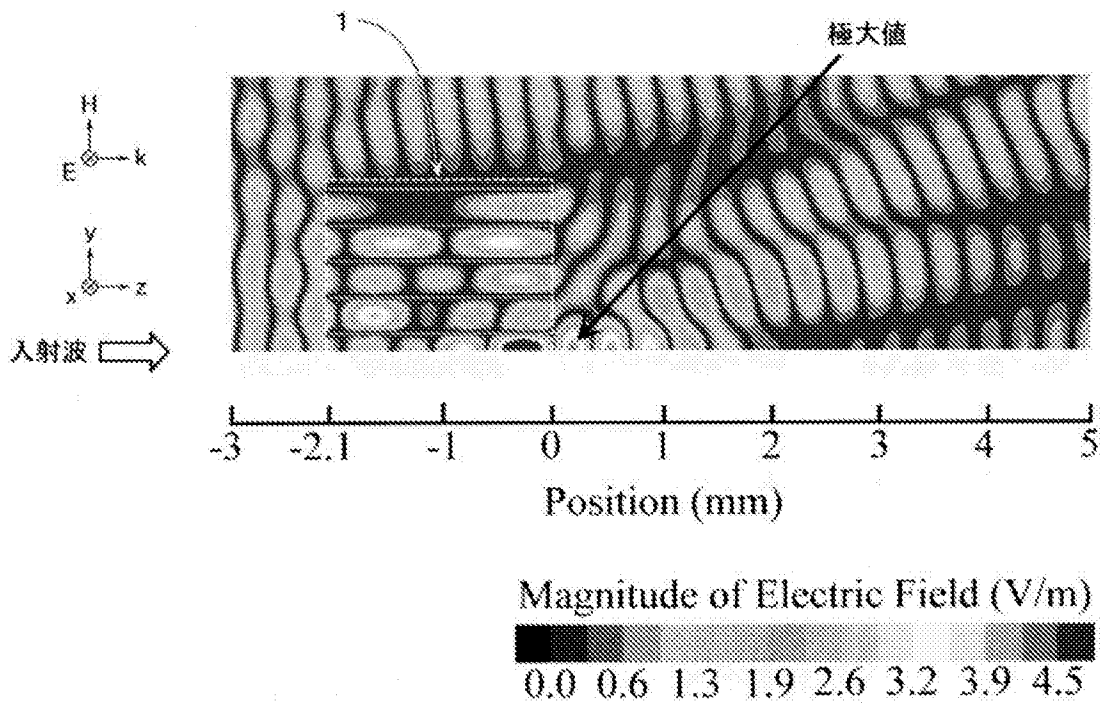 1
極大値
H
E
k
y
x
z
入射波
-3 -2.1 -1 0 1 2 3 4 5
Position (mm)
Magnitude of Electric Field (V/m)
0.0 0.6 1.3 1.9 2.6 3.2 3.9 4.5